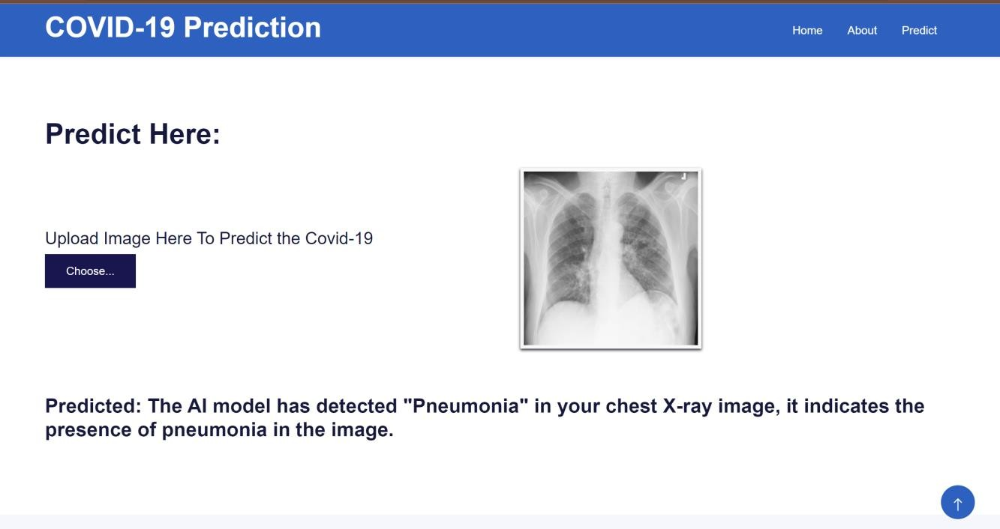 COVID-19 Prediction
Home About Predict
Predict Here:
Upload Image Here To Predict the Covid-19
Choose...
Predicted: The AI model has detected "Pneumonia" in your chest X-ray image, it indicates the
presence of pneumonia in the image.